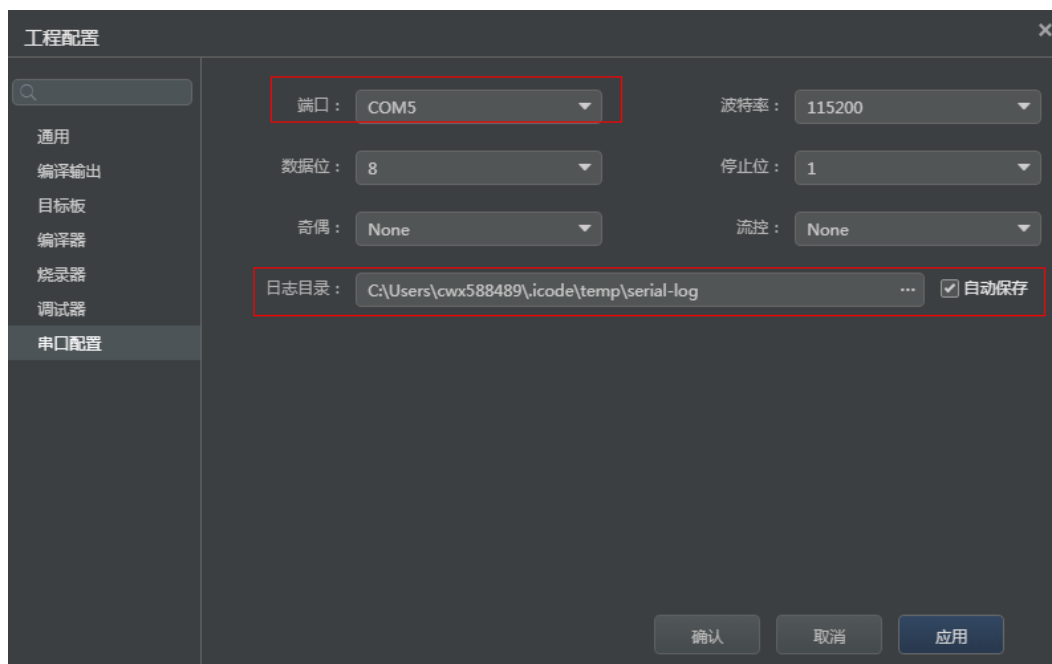 工程配置
通用
编译输出
目标板
编译器
烧录器
调试器
串口配置
端口： COM5 波特率： 115200
数据位： 8 停止位： 1
奇偶： None 流控： None
日志目录： C:\Users\cwx588489\.icode\temp\serial-log ... 自动保存
确认 取消 应用